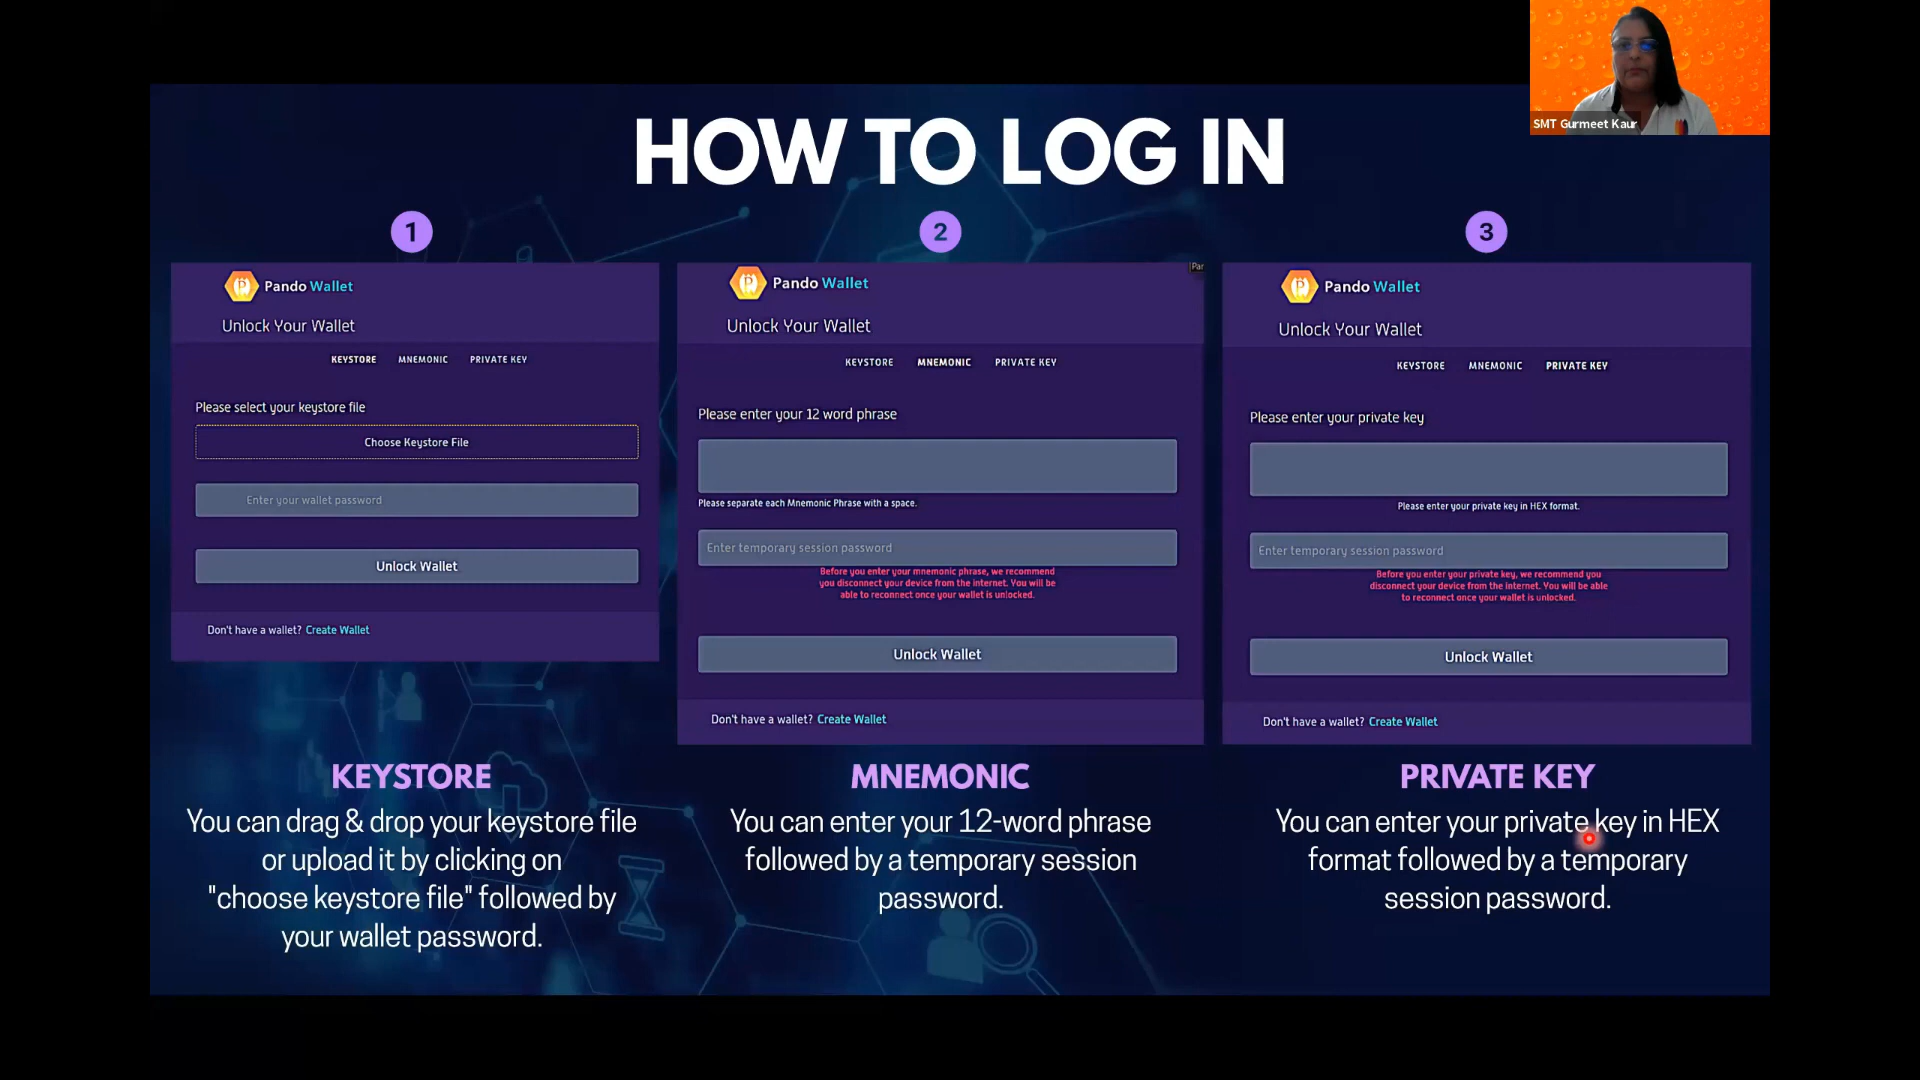 SMT Gurmeet Kaur
HOW TO LOG IN
1
Pando Wallet
Unlock Your Wallet
KEYSTORE MNEMONIC PRIVATE KEY
Please select your keystore file
Choose Keystore File
Enter your wallet password
Unlock Wallet
Don't have a wallet? Create Wallet
KEYSTORE
You can drag & drop your keystore file
or upload it by clicking on
"choose keystore file" followed by
your wallet password.
2
Par
Pando Wallet
Unlock Your Wallet
KEYSTORE MNEMONIC PRIVATE KEY
Please enter your 12 word phrase
Please separate each Mnemonic Phrase with a space.
Enter temporary session password
Before you enter your mnemonic phrase, we recommend
you disconnect your device from the internet. You will be
able to reconnect once your wallet is unlocked.
Unlock Wallet
Don't have a wallet? Create Wallet
MNEMONIC
You can enter your 12-word phrase
followed by a temporary session
password.
3
Pando Wallet
Unlock Your Wallet
KEYSTORE MNEMONIC PRIVATE KEY
Please enter your private key
Please enter your private key in HEX format.
Enter temporary session password
Before you enter your private key, we recommend you
disconnect your device from the internet. You will be able
to reconnect once your wallet is unlocked.
Unlock Wallet
Don't have a wallet? Create Wallet
PRIVATE KEY
You can enter your private key in HEX
format followed by a temporary
session password.